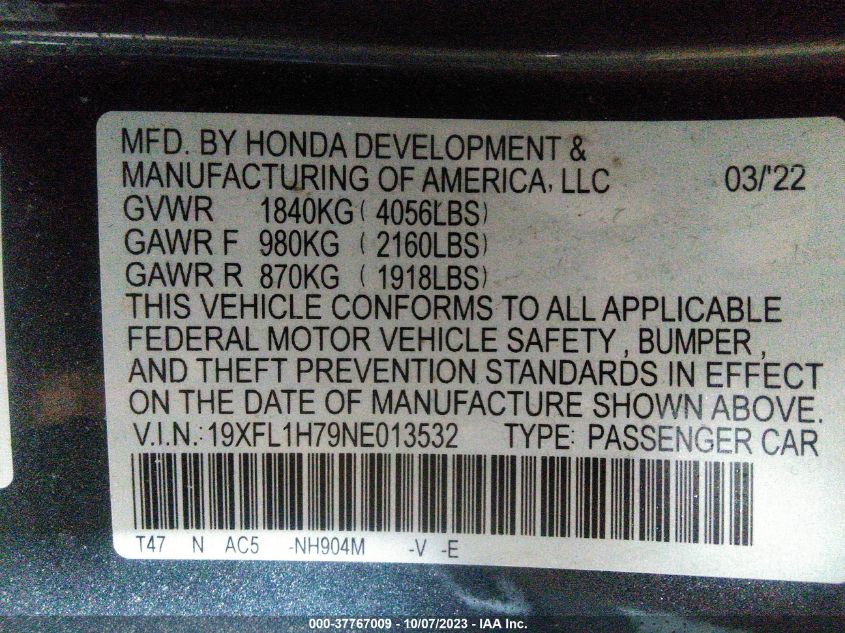 MFD. BY HONDA DEVELOPMENT &
MANUFACTURING OF AMERICA, LLC 03/'22
GVWR 1840KG ( 4056LBS)
GAWR F 980KG ( 2160LBS)
GAWR R 870KG ( 1918LBS)
THIS VEHICLE CONFORMS TO ALL APPLICABLE
FEDERAL MOTOR VEHICLE SAFETY , BUMPER ,
AND THEFT PREVENTION STANDARDS IN EFFECT
ON THE DATE OF MANUFACTURE SHOWN ABOVE.
V.I.N.: 19XFL1H79NE013532 TYPE: PASSENGER CAR
T47 N AC5 -NH904M -V -E
000-37767009 - 10/07/2023 - IAA Inc.